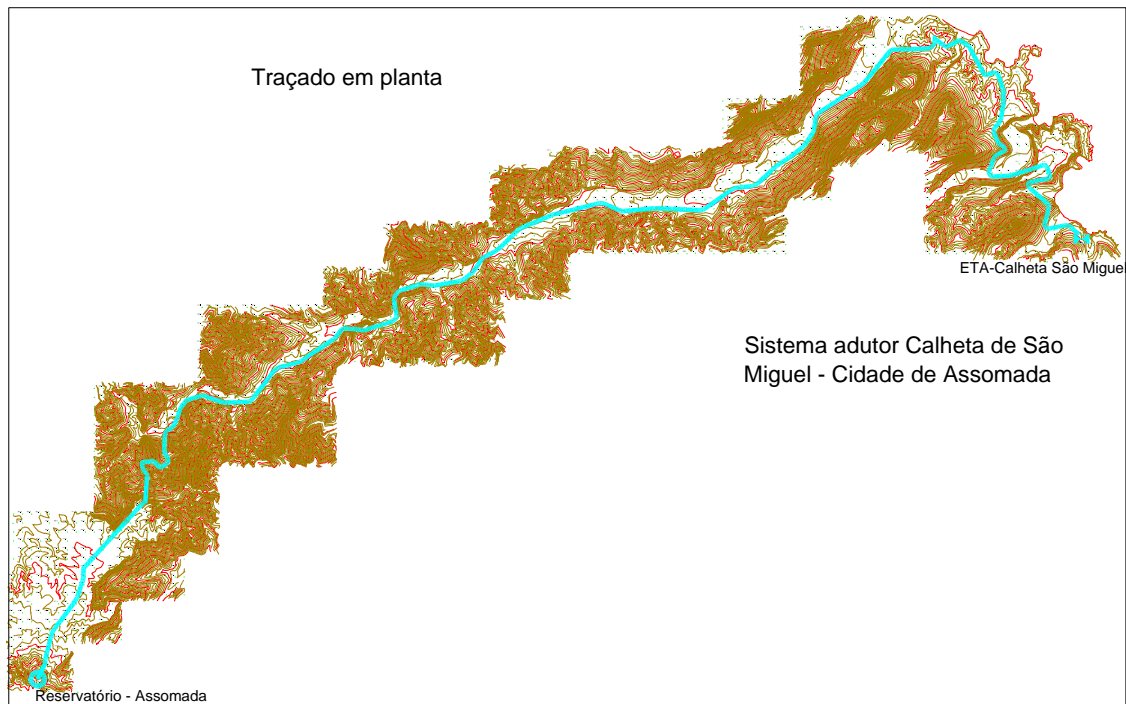 Traçado em planta
ETA-Calheta São Miguel
Sistema adutor Calheta de São
Miguel - Cidade de Assomada
Reservatório - Assomada